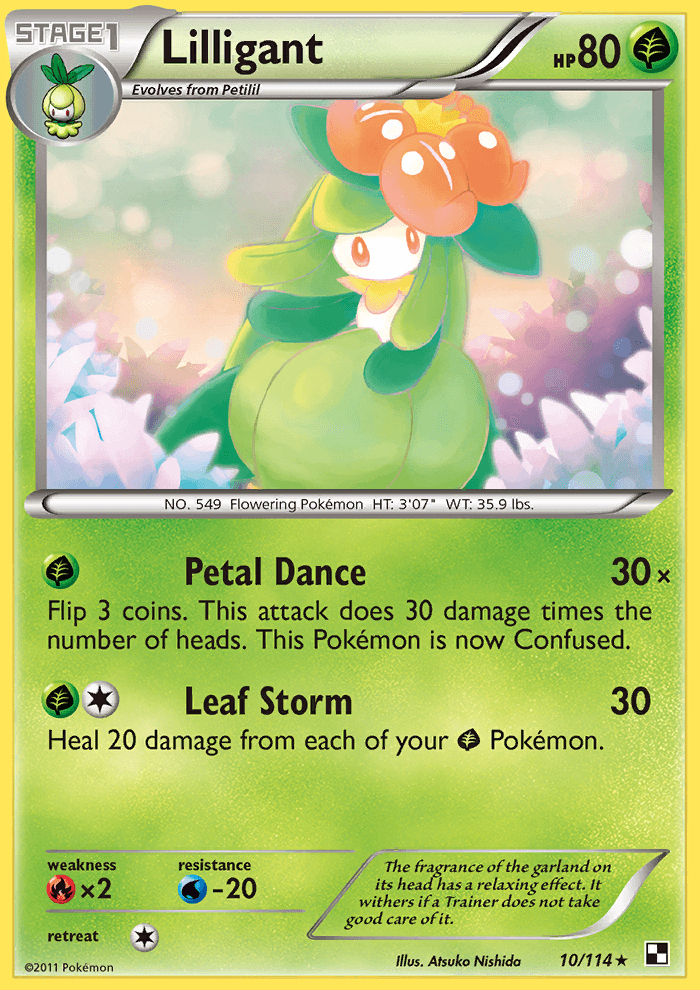 STAGE1
Lilligant
HP80
Evolves from Petilil
NO. 549 Flowering Pokémon HT: 3'07" WT: 35.9 lbs.
Petal Dance 30×
Flip 3 coins. This attack does 30 damage times the
number of heads. This Pokémon is now Confused.
Leaf Storm 30
Heal 20 damage from each of your Pokémon.
weakness resistance
×2 -20
retreat
The fragrance of the garland on
its head has a relaxing effect. It
withers if a Trainer does not take
good care of it.
Illus. Atsuko Nishida 10/114★
©2011 Pokémon